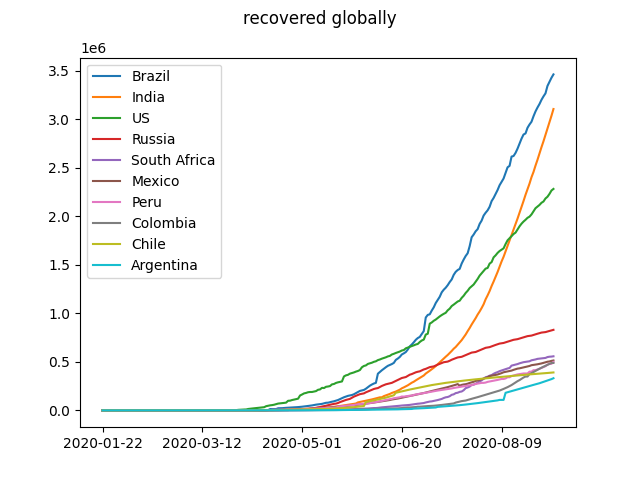 recovered globally
1e6
3.5
3.0
2.5
2.0
1.5
1.0
0.5
0.0
Brazil
India
US
Russia
South Africa
Mexico
Peru
Colombia
Chile
Argentina
2020-01-22
2020-03-12
2020-05-01
2020-06-20
2020-08-09